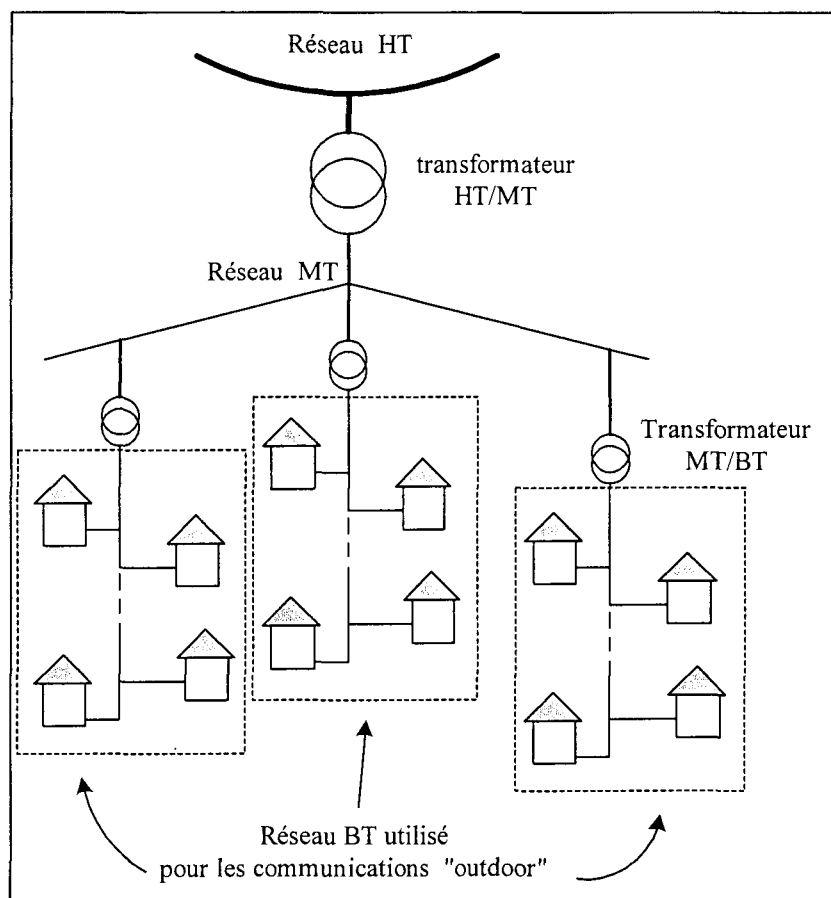 Réseau HT
transformateur
HT/MT
Réseau MT
Transformateur
MT/BT
Réseau BT utilisé
pour les communications "outdoor"